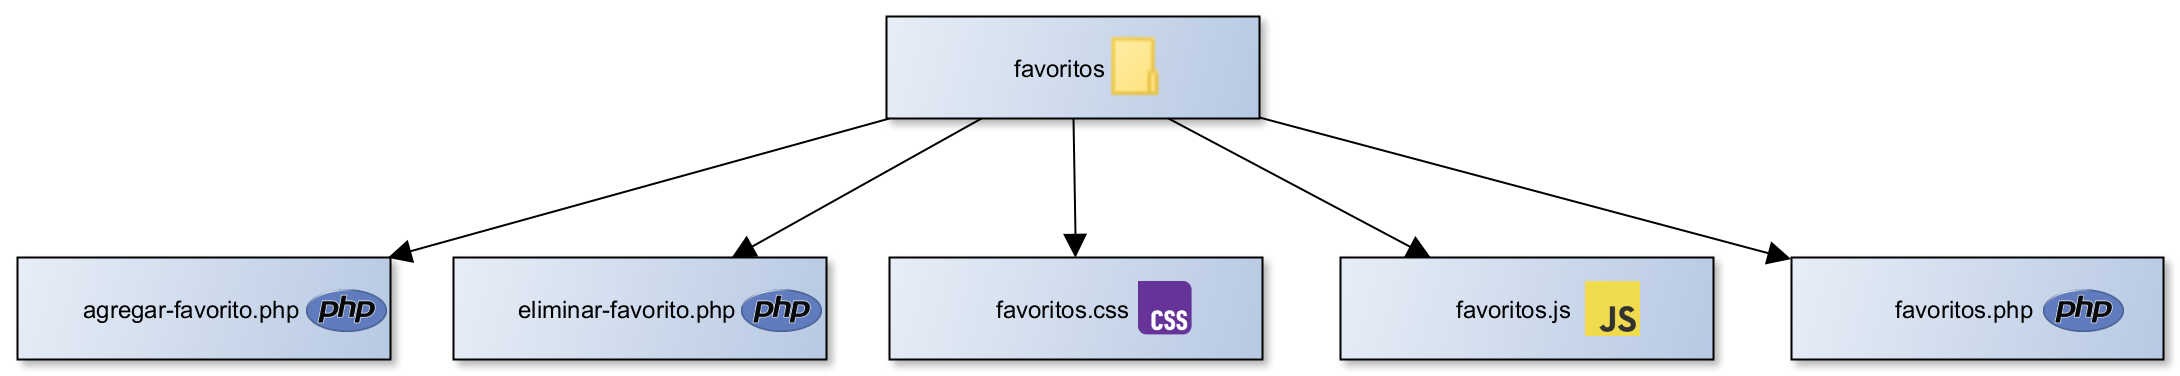 favoritos
agregar-favorito.php php
eliminar-favorito.php php
favoritos.css CSS
favoritos.js JS
favoritos.php php